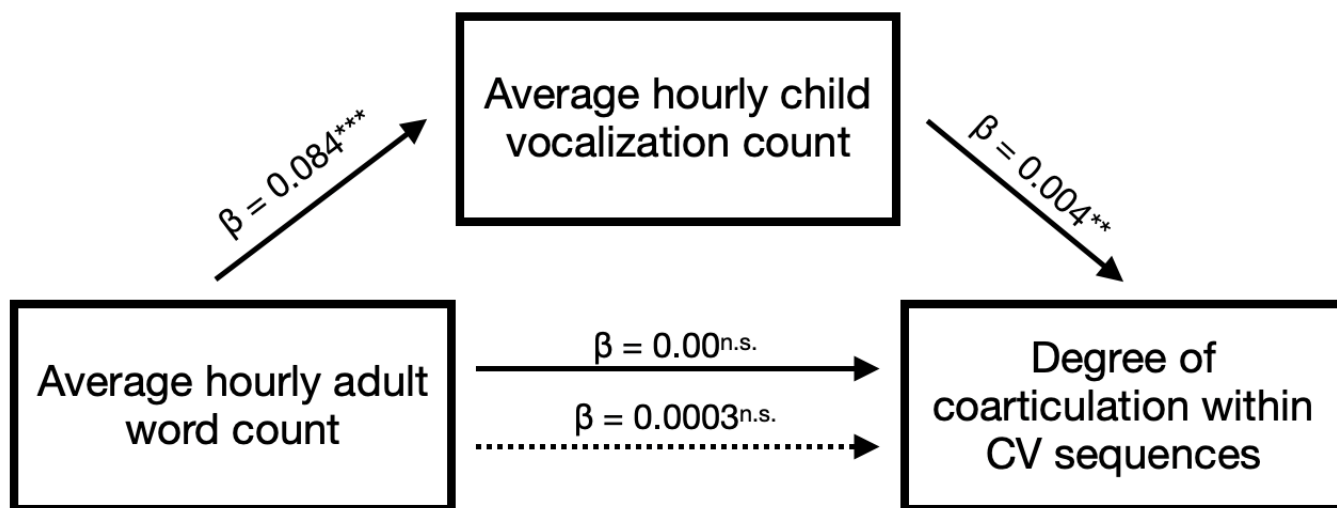 Average hourly child
vocalization count
β = 0.084***
β = 0.004**
Average hourly adult
word count
β = 0.00n.s.
β = 0.0003n.s.
Degree of
coarticulation within
CV sequences